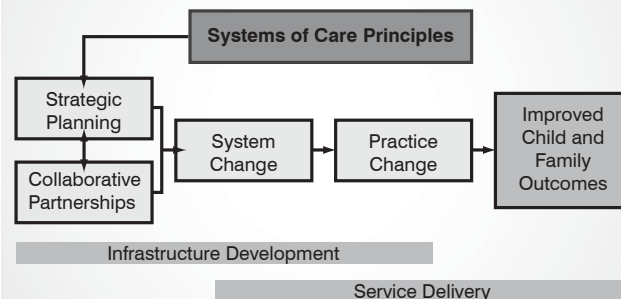 Systems of Care Principles
Strategic
Planning
Collaborative
Partnerships
System
Change
Practice
Change
Improved
Child and
Family
Outcomes
Infrastructure Development
Service Delivery